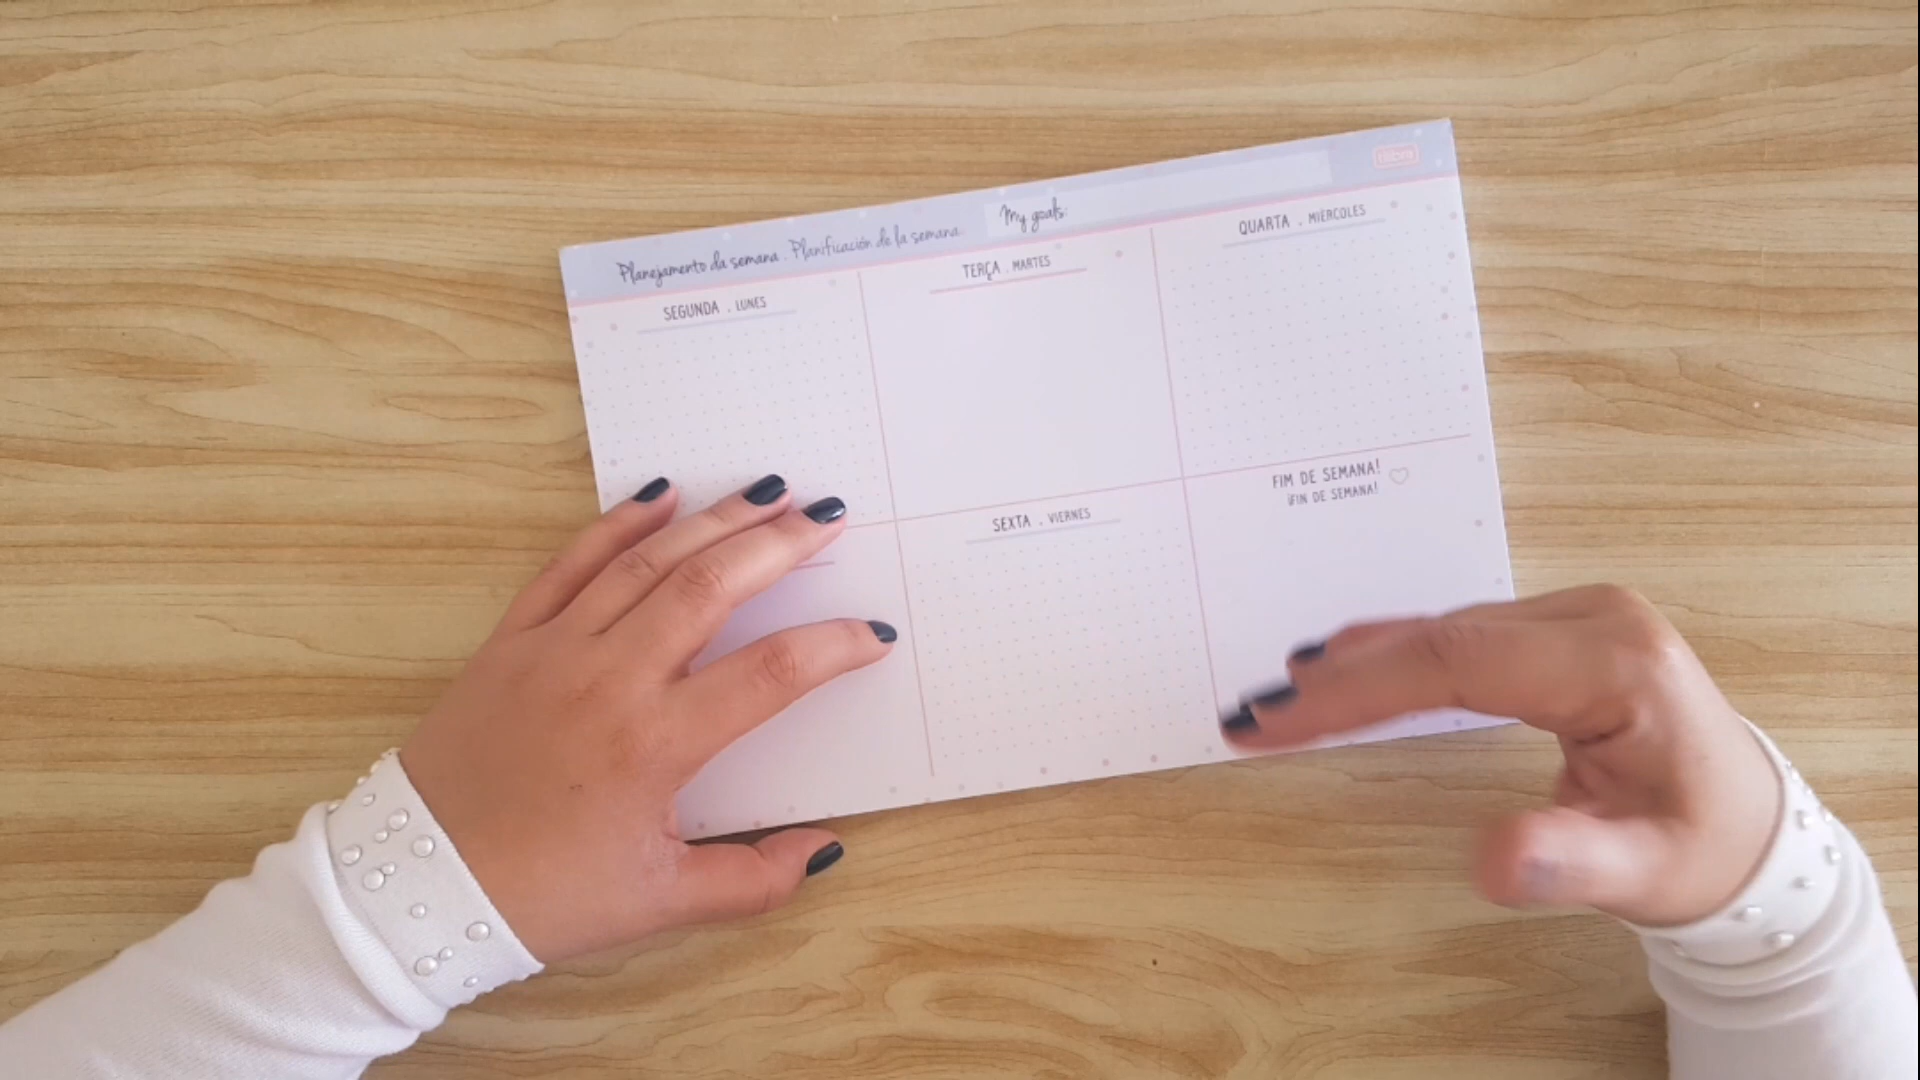 Planejamento da semana . Planificación de la semana.
My goals:
tilibra
SEGUNDA . LUNES
TERÇA . MARTES
QUARTA . MIÉRCOLES
SEXTA . VIERNES
FIM DE SEMANA!
¡FIN DE SEMANA!